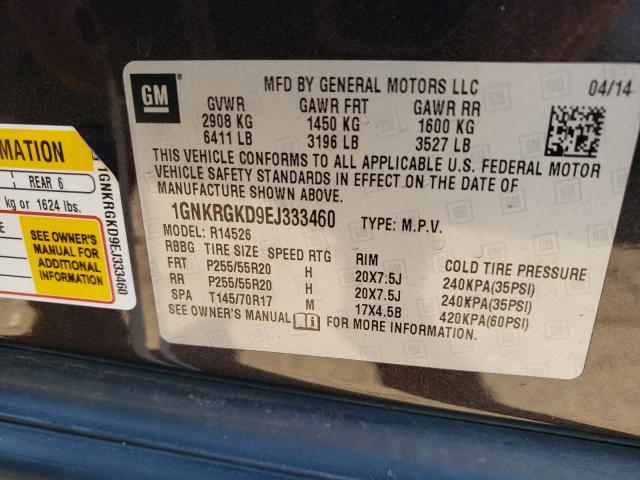 GM
MFD BY GENERAL MOTORS LLC
04/14
GVWR GAWR FRT GAWR RR
2908 KG 1450 KG 1600 KG
6411 LB 3196 LB 3527 LB
THIS VEHICLE CONFORMS TO ALL APPLICABLE U.S. FEDERAL MOTOR
VEHICLE SAFETY STANDARDS IN EFFECT ON THE DATE OF
MANUFACTURE SHOWN ABOVE.
1GNKRGKD9EJ333460 TYPE: M.P.V.
MODEL: R14526
RBBG TIRE SIZE SPEED RTG RIM COLD TIRE PRESSURE
FRT P255/55R20 H 20X7.5J 240KPA(35PSI)
RR P255/55R20 H 20X7.5J 240KPA(35PSI)
SPA T145/70R17 M 17X4.5B 420KPA(60PSI)
SEE OWNER'S MANUAL FOR MORE INFORMATION.
MATION
REAR 6
kg or 1624 lbs.
SEE OWNER'S
MANUAL FOR
ADDITIONAL
INFORMATION
1GNKRGKD9EJ333460